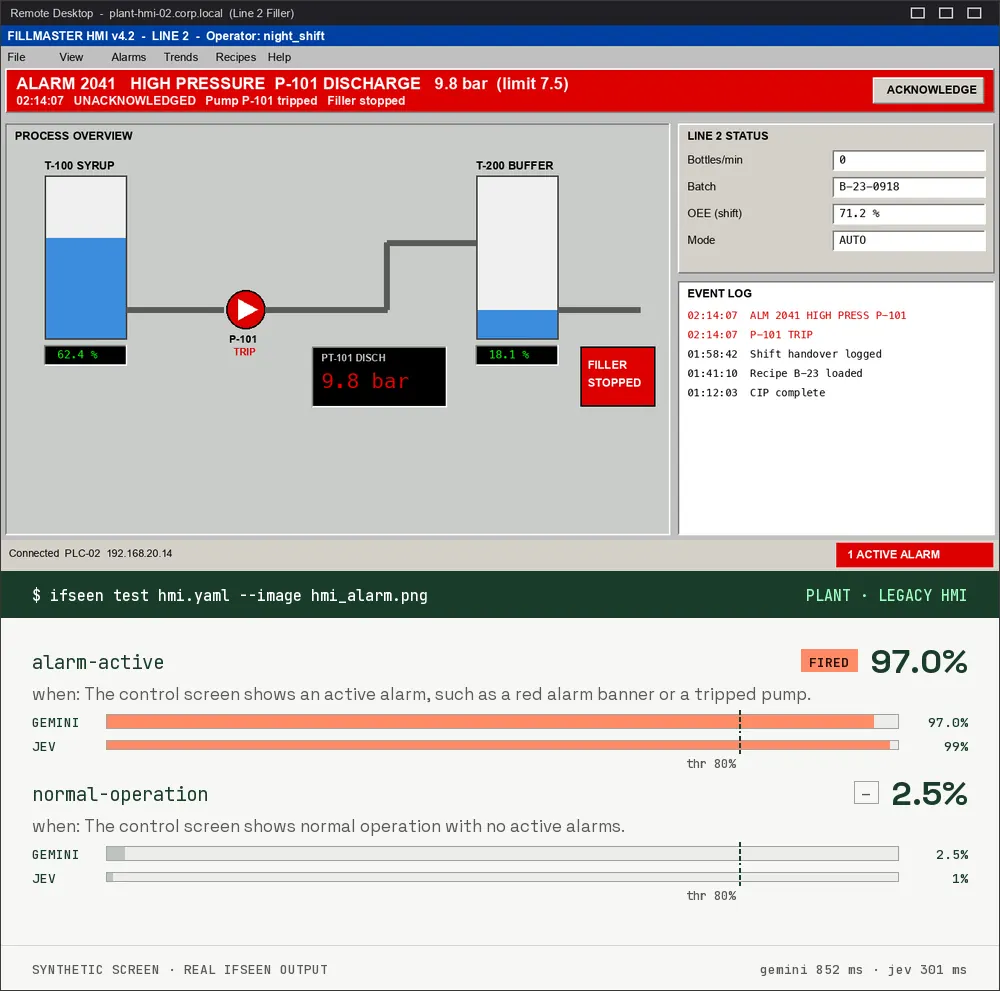 Remote Desktop - plant-hmi-02.corp.local (Line 2 Filler)
FILLMASTER HMI v4.2 - LINE 2 - Operator: night_shift
File View Alarms Trends Recipes Help
ALARM 2041 HIGH PRESSURE P-101 DISCHARGE 9.8 bar (limit 7.5)
02:14:07 UNACKNOWLEDGED Pump P-101 tripped Filler stopped
ACKNOWLEDGE
PROCESS OVERVIEW
T-100 SYRUP
62.4 %
P-101
TRIP
PT-101 DISCH
9.8 bar
T-200 BUFFER
18.1 %
FILLER
STOPPED
LINE 2 STATUS
Bottles/min 0
Batch B-23-0918
OEE (shift) 71.2 %
Mode AUTO
EVENT LOG
02:14:07 ALM 2041 HIGH PRESS P-101
02:14:07 P-101 TRIP
01:58:42 Shift handover logged
01:41:10 Recipe B-23 loaded
01:12:03 CIP complete
Connected PLC-02 192.168.20.14
1 ACTIVE ALARM
$ ifseen test hmi.yaml --image hmi_alarm.png
PLANT · LEGACY HMI
alarm-active FIRED 97.0%
when: The control screen shows an active alarm, such as a red alarm banner or a tripped pump.
GEMINI 97.0%
JEV 99%
thr 80%
normal-operation — 2.5%
when: The control screen shows normal operation with no active alarms.
GEMINI 2.5%
JEV 1%
thr 80%
SYNTHETIC SCREEN · REAL IFSEEN OUTPUT
gemini 852 ms · jev 301 ms